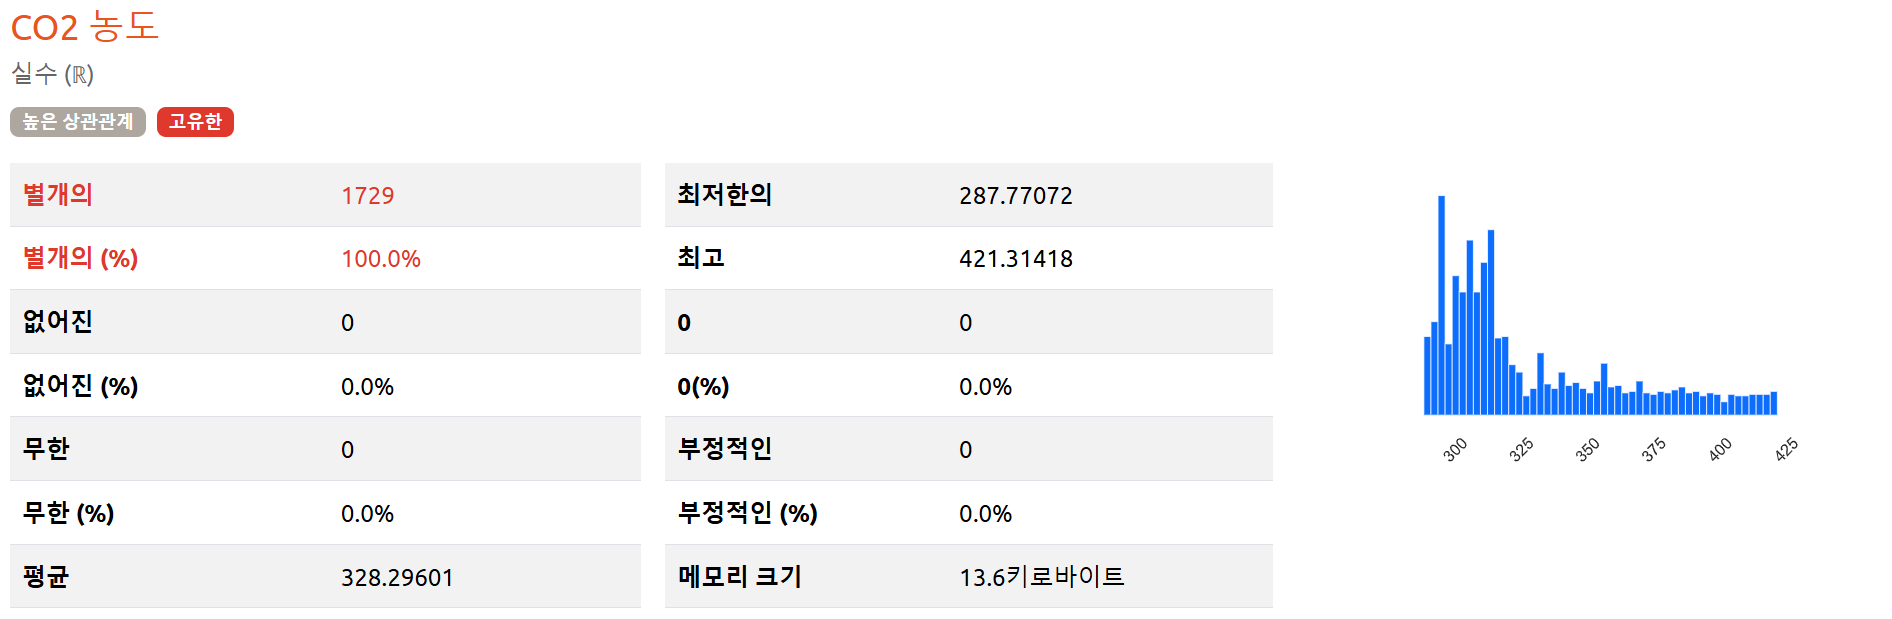 CO2 농도
실수 (ℝ)
높은 상관관계 고유한
별개의 1729
별개의 (%) 100.0%
없어진 0
없어진 (%) 0.0%
무한 0
무한 (%) 0.0%
평균 328.29601
최저한의 287.77072
최고 421.31418
0 0
0(%) 0.0%
부정적인 0
부정적인 (%) 0.0%
메모리 크기 13.6키로바이트
300 325 350 375 400 425